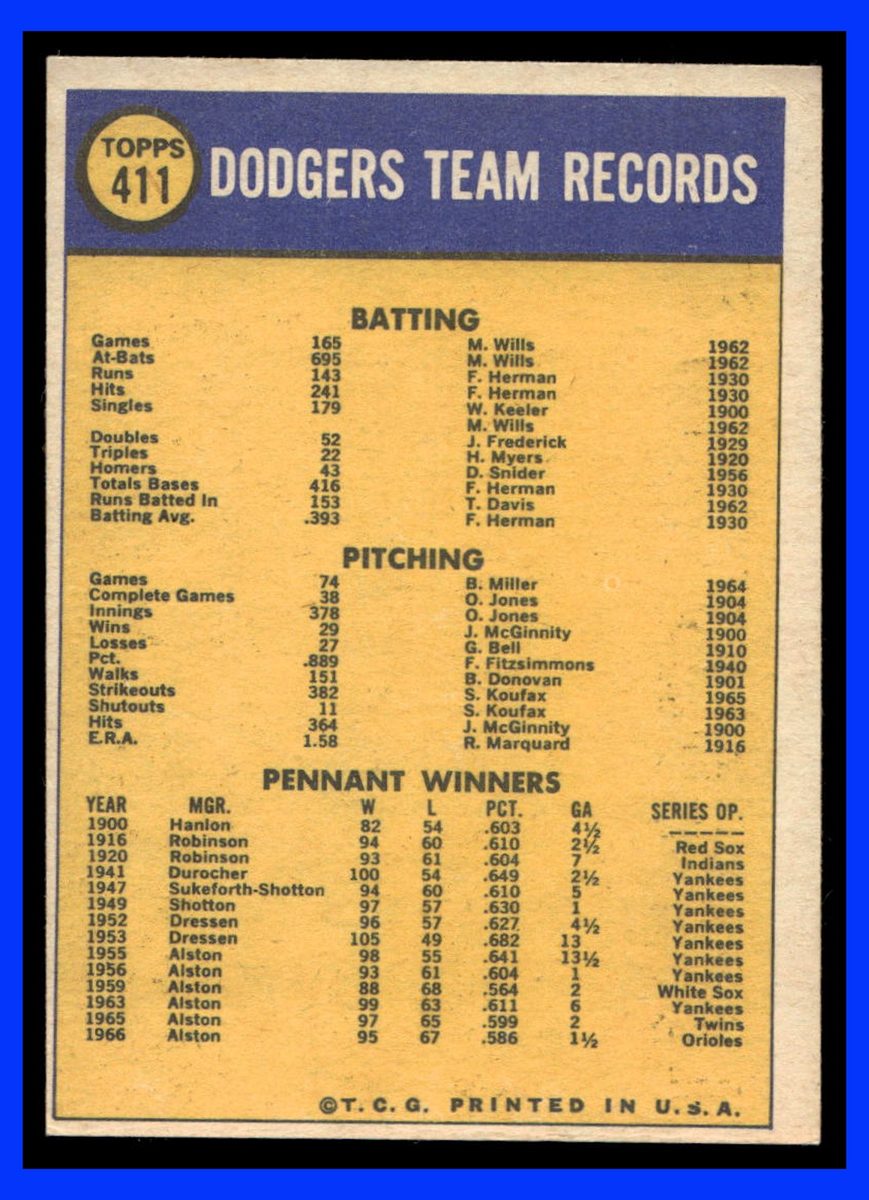 TOPPS
411
DODGERS TEAM RECORDS
BATTING
Games 165 M. Wills 1962
At-Bats 695 M. Wills 1962
Runs 143 F. Herman 1930
Hits 241 F. Herman 1930
Singles 179 W. Keeler 1900
M. Wills 1962
Doubles 52 J. Frederick 1929
Triples 22 H. Myers 1920
Homers 43 D. Snider 1956
Totals Bases 416 F. Herman 1930
Runs Batted In 153 T. Davis 1962
Batting Avg. .393 F. Herman 1930
PITCHING
Games 74 B. Miller 1964
Complete Games 38 O. Jones 1904
Innings 378 O. Jones 1904
Wins 29 J. McGinnity 1900
Losses 27 G. Bell 1910
Pct. .889 F. Fitzsimmons 1940
Walks 151 B. Donovan 1901
Strikeouts 382 S. Koufax 1965
Shutouts 11 S. Koufax 1963
Hits 364 J. McGinnity 1900
E.R.A. 1.58 R. Marquard 1916
PENNANT WINNERS
YEAR MGR. W L PCT. GA SERIES OP.
1900 Hanlon 82 54 .603 4½ -----
1916 Robinson 94 60 .610 2½ Red Sox
1920 Robinson 93 61 .604 7 Indians
1941 Durocher 100 54 .649 2½ Yankees
1947 Sukeforth-Shotton 94 60 .610 5 Yankees
1949 Shotton 97 57 .630 1 Yankees
1952 Dressen 96 57 .627 4½ Yankees
1953 Dressen 105 49 .682 13 Yankees
1955 Alston 98 55 .641 13½ Yankees
1956 Alston 93 61 .604 1 Yankees
1959 Alston 88 68 .564 2 White Sox
1963 Alston 99 63 .611 6 Yankees
1965 Alston 97 65 .599 2 Twins
1966 Alston 95 67 .586 1½ Orioles
©T.C.G. PRINTED IN U.S.A.